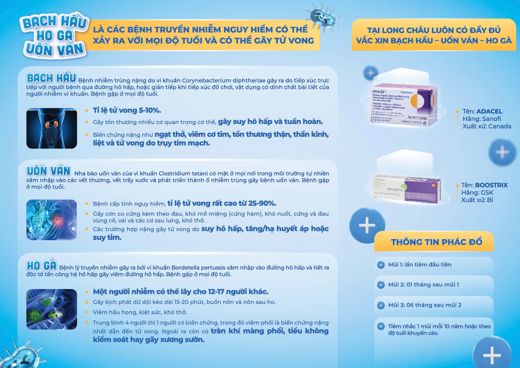 BẠCH HẦU
HO GÀ
UỐN VÁN
LÀ CÁC BỆNH TRUYỀN NHIỄM NGUY HIỂM CÓ THỂ
XẢY RA VỚI MỌI ĐỘ TUỔI VÀ CÓ THỂ GÂY TỬ VONG
BẠCH HẦU Bệnh nhiễm trùng nặng do vi khuẩn Corynebacterium diphtheriae gây ra do tiếp xúc trực
tiếp với người bệnh qua đường hô hấp, hoặc gián tiếp khi tiếp xúc đồ chơi, vật dụng có dính chất bài tiết của
người nhiễm vi khuẩn. Bệnh gặp ở mọi độ tuổi.
Tỉ lệ tử vong 5-10%.
Gây tổn thương nhiều cơ quan trong cơ thể, gây suy hô hấp và tuần hoàn.
Biến chứng nặng như ngạt thở, viêm cơ tim, tổn thương thận, thần kinh,
liệt và tử vong do trụy tim mạch.
UỐN VÁN Nha bào uốn ván của vi khuẩn Clostridium tetani có mặt ở mọi nơi trong môi trường tự nhiên
xâm nhập vào các vết thương, vết trầy xước và phát triển thành ổ nhiễm trùng gây bệnh uốn ván. Bệnh gặp
ở mọi độ tuổi.
Bệnh cấp tính nguy hiểm, tỉ lệ tử vong rất cao từ 25-90%.
Gây cơn co cứng kèm theo đau, khó mở miệng (cứng hàm), khó nuốt, cứng và đau
vùng cổ, vai và các cơ sau lưng, khó thở.
Các trường hợp nặng gây tử vong do suy hô hấp, tăng/hạ huyết áp hoặc
suy tim.
HO GÀ Bệnh lý truyền nhiễm gây ra bởi vi khuẩn Bordetella pertussis xâm nhập vào đường hô hấp và tiết ra
độc tố tấn công hệ hô hấp gây viêm đường hô hấp. Bệnh gặp ở mọi độ tuổi.
Một người nhiễm có thể lây cho 12-17 người khác.
Gây kịch phát dữ dội kéo dài 15-20 phút, buồn nôn và nôn sau ho.
Viêm hầu họng, kiệt sức, khó thở.
Trung bình 4 người thì 1 người có biến chứng, trong đó viêm phổi là biến chứng nặng
nhất dẫn đến tử vong. Ngoài ra còn có tràn khí màng phổi, tiểu không
kiểm soát hay gãy xương sườn.
TẠI LONG CHÂU LUÔN CÓ ĐẦY ĐỦ
VẮC XIN BẠCH HẦU – UỐN VÁN – HO GÀ
ADACEL
Tên: ADACEL
Hãng: Sanofi
Xuất xứ: Canada
Tên: BOOSTRIX
Hãng: GSK
Xuất xứ: Bỉ
THÔNG TIN PHÁC ĐỒ
Mũi 1: lần tiêm đầu tiên
Mũi 2: 01 tháng sau mũi 1
Mũi 3: 06 tháng sau mũi 2
Tiêm nhắc 1 mũi mỗi 10 năm hoặc theo
độ tuổi khuyến cáo.